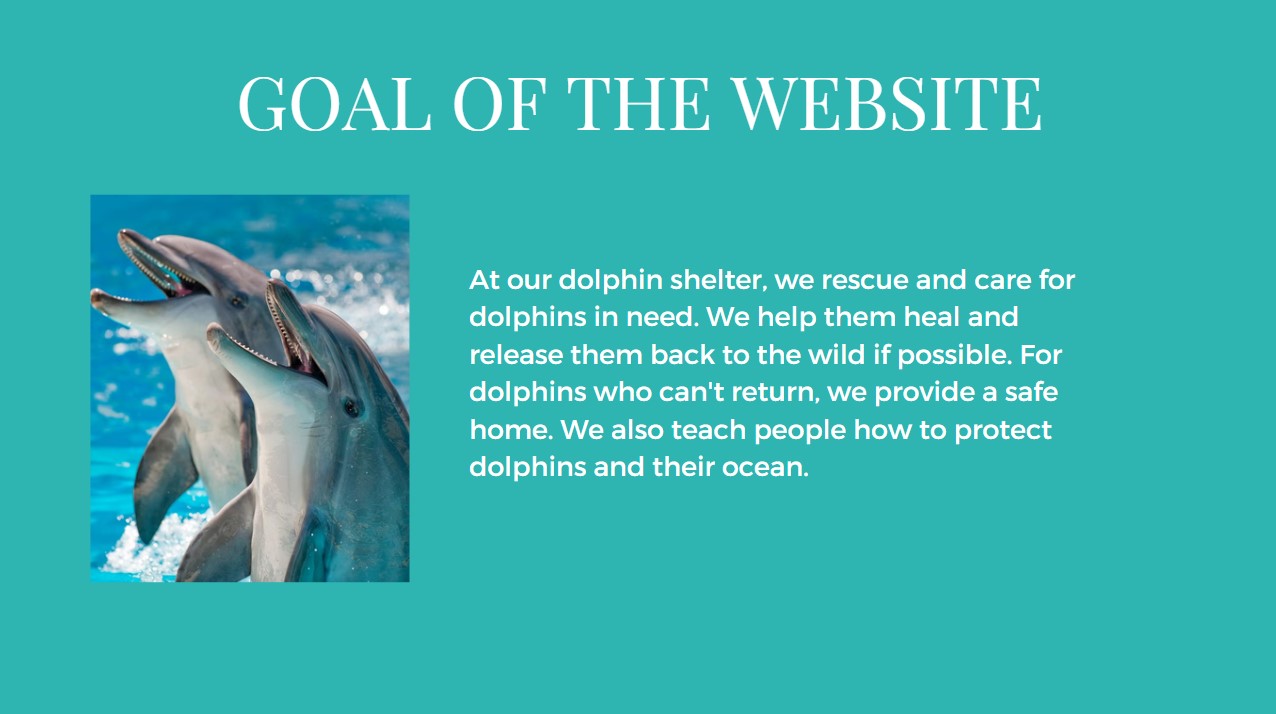 GOAL OF THE WEBSITE
At our dolphin shelter, we rescue and care for
dolphins in need. We help them heal and
release them back to the wild if possible. For
dolphins who can't return, we provide a safe
home. We also teach people how to protect
dolphins and their ocean.